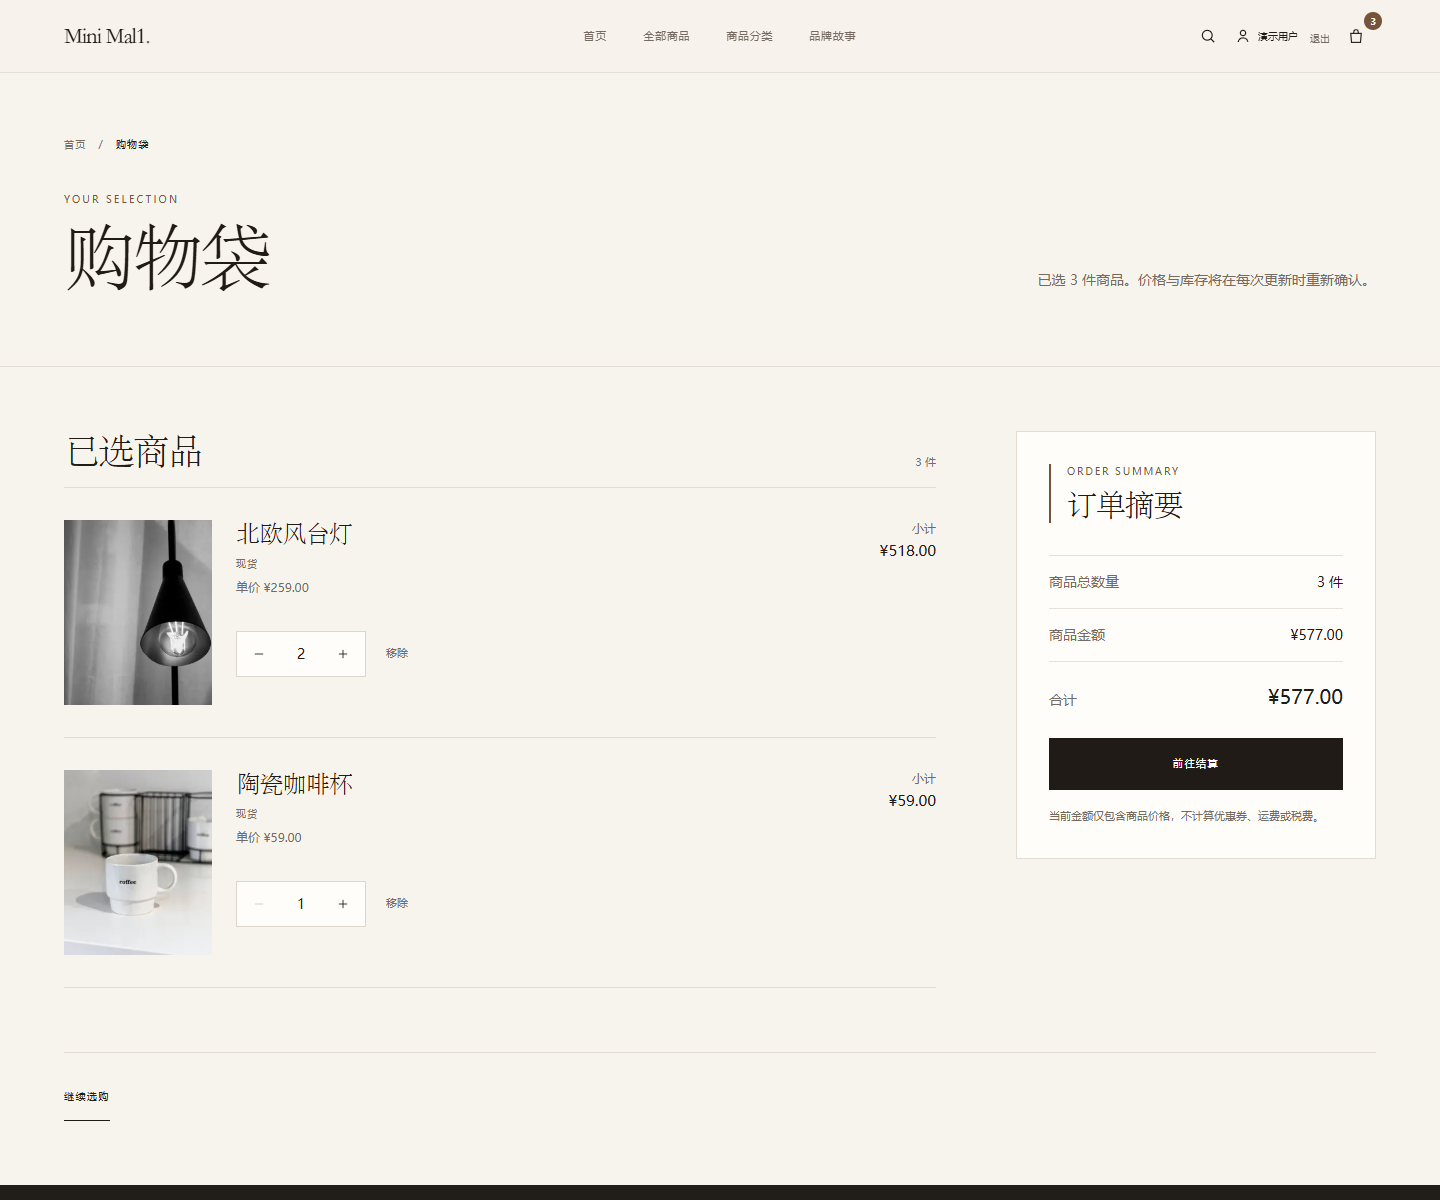 Mini Mal1.
首页 全部商品 商品分类 品牌故事
演示用户 退出 3
首页 / 购物袋
YOUR SELECTION
购物袋
已选 3 件商品。价格与库存将在每次更新时重新确认。
已选商品
3 件
北欧风台灯
现货
单价 ¥259.00
小计
¥518.00
− 2 +
移除
陶瓷咖啡杯
现货
单价 ¥59.00
小计
¥59.00
− 1 +
移除
ORDER SUMMARY
订单摘要
商品总数量 3 件
商品金额 ¥577.00
合计 ¥577.00
前往结算
当前金额仅包含商品价格，不计算优惠券、运费或税费。
继续选购